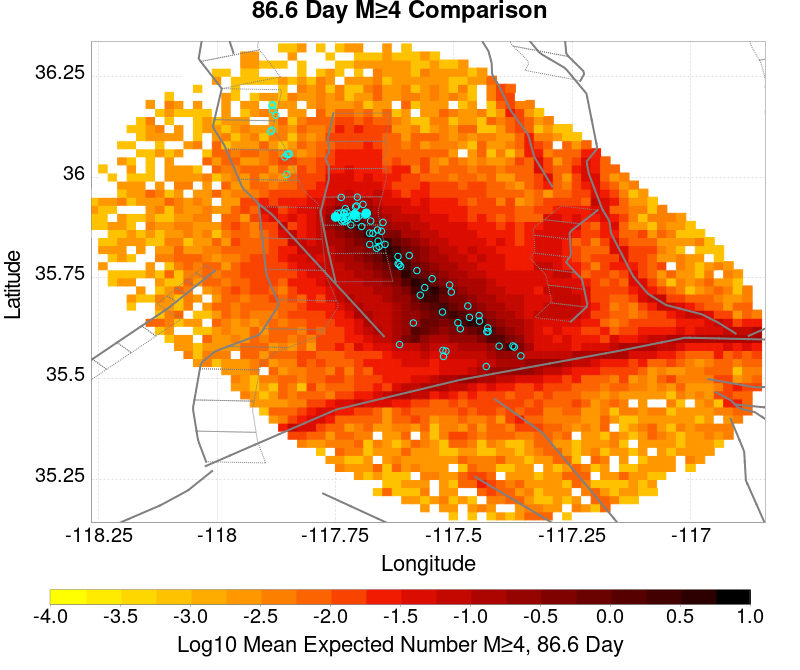 86.6 Day M≥4 Comparison
36.25
36
35.75
35.5
35.25
Latitude
-118.25 -118 -117.75 -117.5 -117.25 -117
Longitude
-4.0 -3.5 -3.0 -2.5 -2.0 -1.5 -1.0 -0.5 0.0 0.5 1.0
Log10 Mean Expected Number M≥4, 86.6 Day